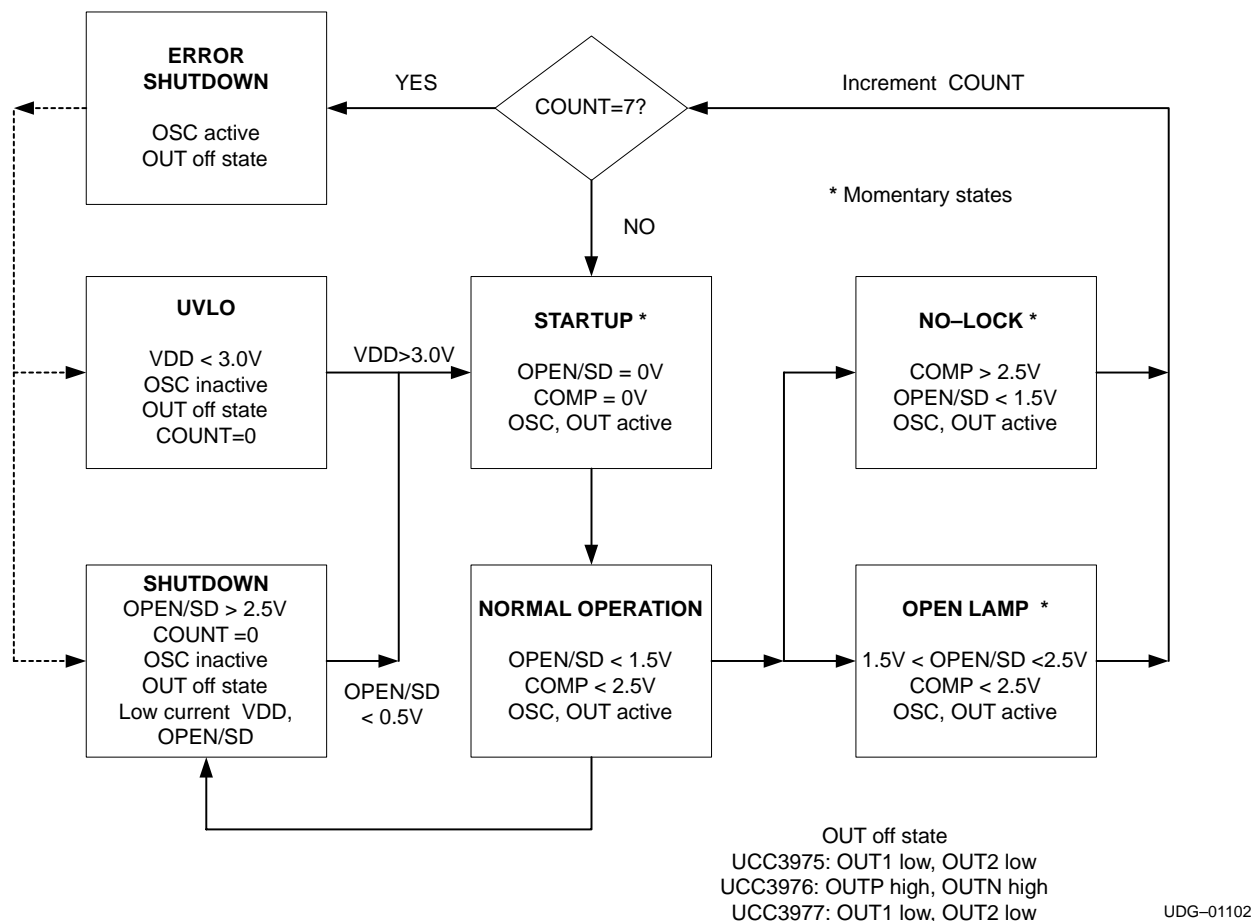 ERROR
SHUTDOWN
OSC active
OUT off state
YES
COUNT=7?
Increment COUNT
* Momentary states
NO
UVLO
VDD < 3.0V
OSC inactive
OUT off state
COUNT=0
VDD>3.0V
STARTUP *
OPEN/SD = 0V
COMP = 0V
OSC, OUT active
NO–LOCK *
COMP > 2.5V
OPEN/SD < 1.5V
OSC, OUT active
SHUTDOWN
OPEN/SD > 2.5V
COUNT =0
OSC inactive
OUT off state
Low current VDD,
OPEN/SD
OPEN/SD
< 0.5V
NORMAL OPERATION
OPEN/SD < 1.5V
COMP < 2.5V
OSC, OUT active
OPEN LAMP *
1.5V < OPEN/SD <2.5V
COMP < 2.5V
OSC, OUT active
OUT off state
UCC3975: OUT1 low, OUT2 low
UCC3976: OUTP high, OUTN high
UCC3977: OUT1 low, OUT2 low
UDG–01102